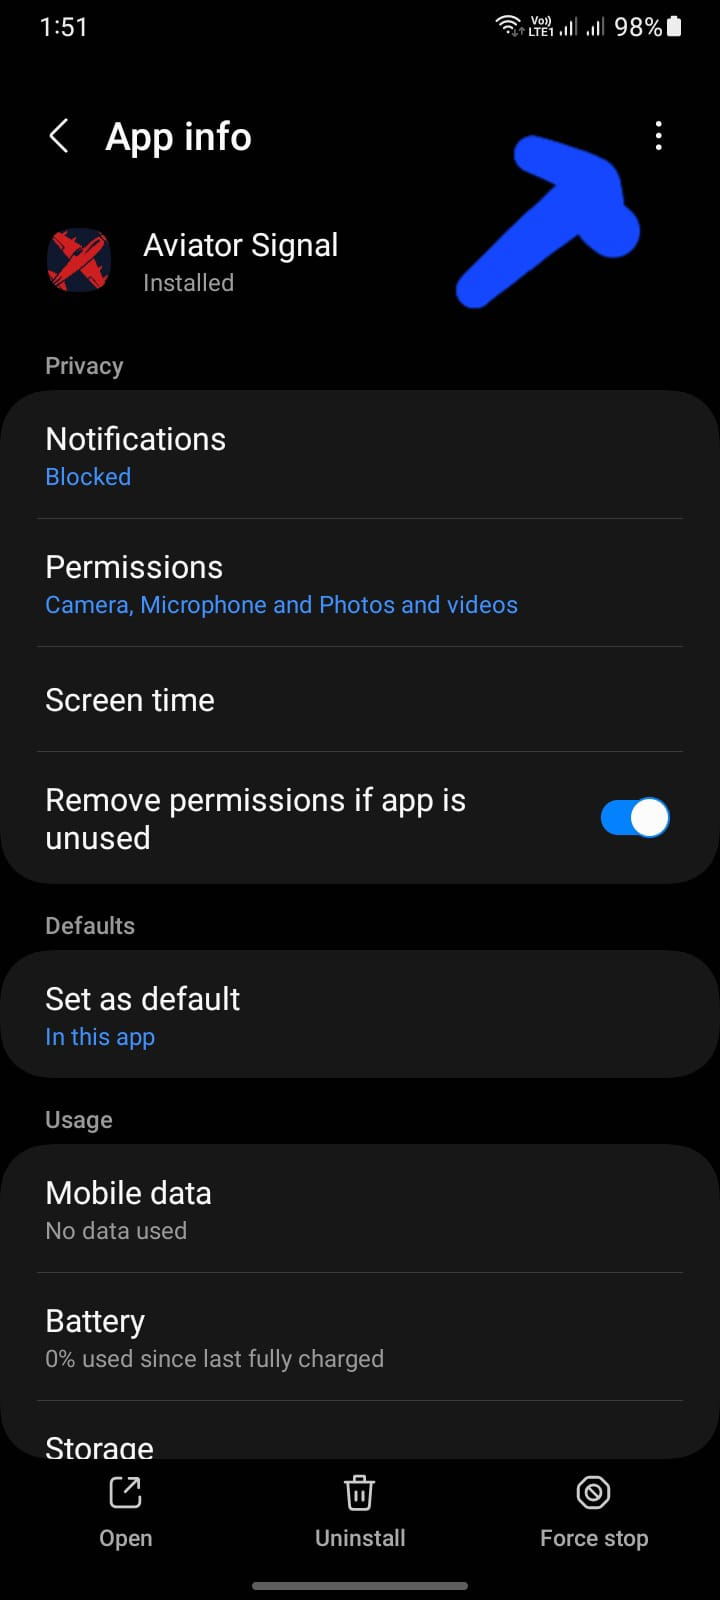 1:51 Vo)) LTE1 98%
App info
Aviator Signal
Installed
Privacy
Notifications
Blocked
Permissions
Camera, Microphone and Photos and videos
Screen time
Remove permissions if app is
unused
Defaults
Set as default
In this app
Usage
Mobile data
No data used
Battery
0% used since last fully charged
Storage
Open Uninstall Force stop